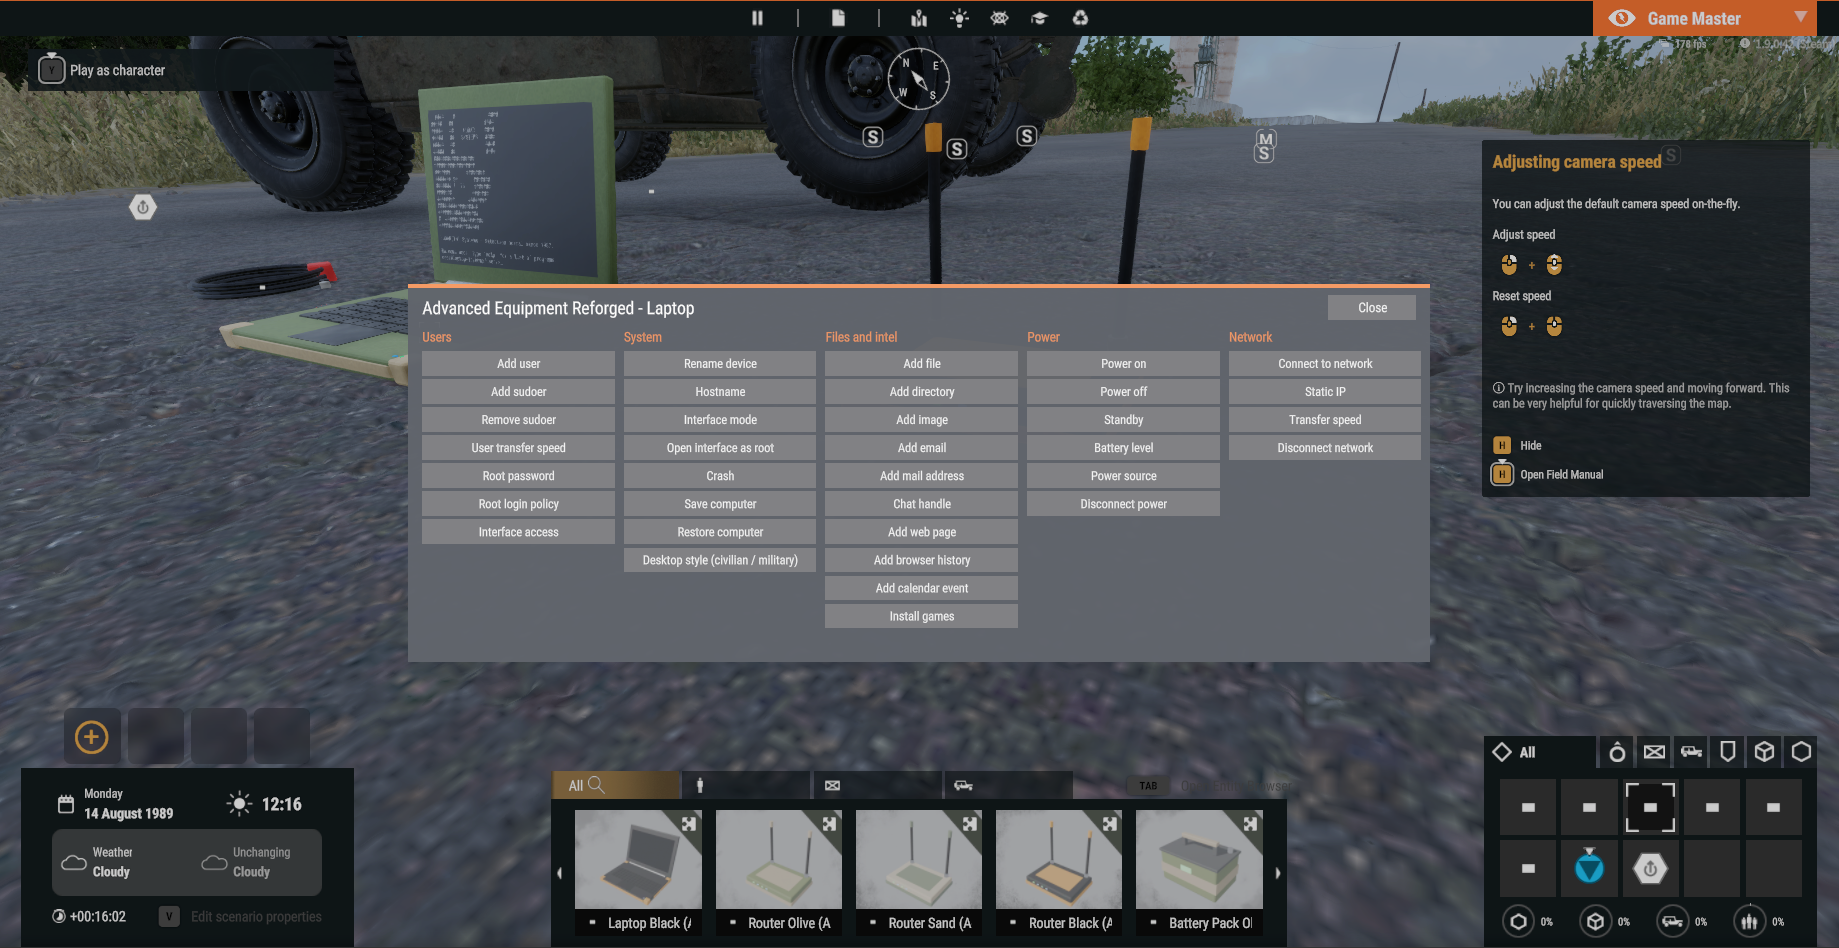 Game Master
178 fps
Play as character
N
E
W
S
S
S
S
M
S
S
Adjusting camera speed
You can adjust the default camera speed on-the-fly.
Adjust speed
+
Reset speed
+
Try increasing the camera speed and moving forward. This
can be very helpful for quickly traversing the map.
H Hide
H Open Field Manual
Advanced Equipment Reforged - Laptop
Close
Users
Add user
Add sudoer
Remove sudoer
User transfer speed
Root password
Root login policy
Interface access
System
Rename device
Hostname
Interface mode
Open interface as root
Crash
Save computer
Restore computer
Desktop style (civilian / military)
Files and intel
Add file
Add directory
Add image
Add email
Add mail address
Chat handle
Add web page
Add browser history
Add calendar event
Install games
Power
Power on
Power off
Standby
Battery level
Power source
Disconnect power
Network
Connect to network
Static IP
Transfer speed
Disconnect network
Monday
14 August 1989
12:16
Weather
Cloudy
Unchanging
Cloudy
+00:16:02
V Edit scenario properties
All
TAB
Laptop Black (A
Router Olive (A
Router Sand (A
Router Black (A
Battery Pack Ol
All
0%
0%
0%
0%